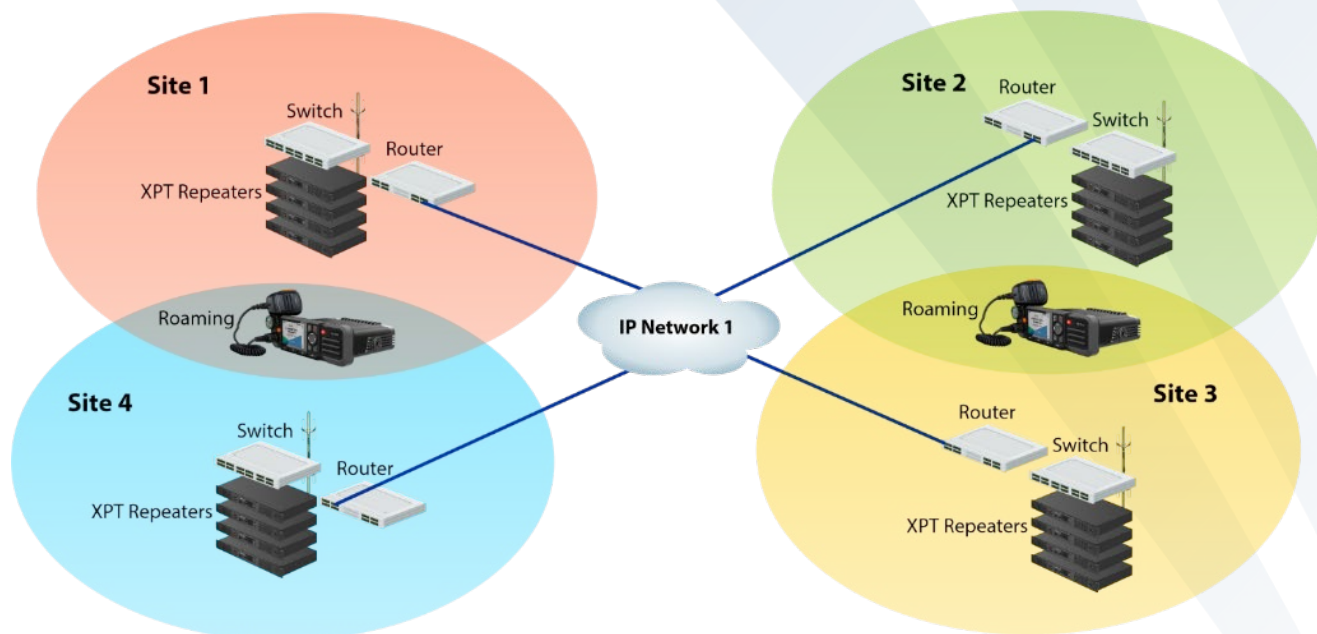 Site 1
Switch
Router
XPT Repeaters
Roaming
Site 2
Router
Switch
XPT Repeaters
Roaming
IP Network 1
Site 4
Switch
Router
XPT Repeaters
Site 3
Router
Switch
XPT Repeaters